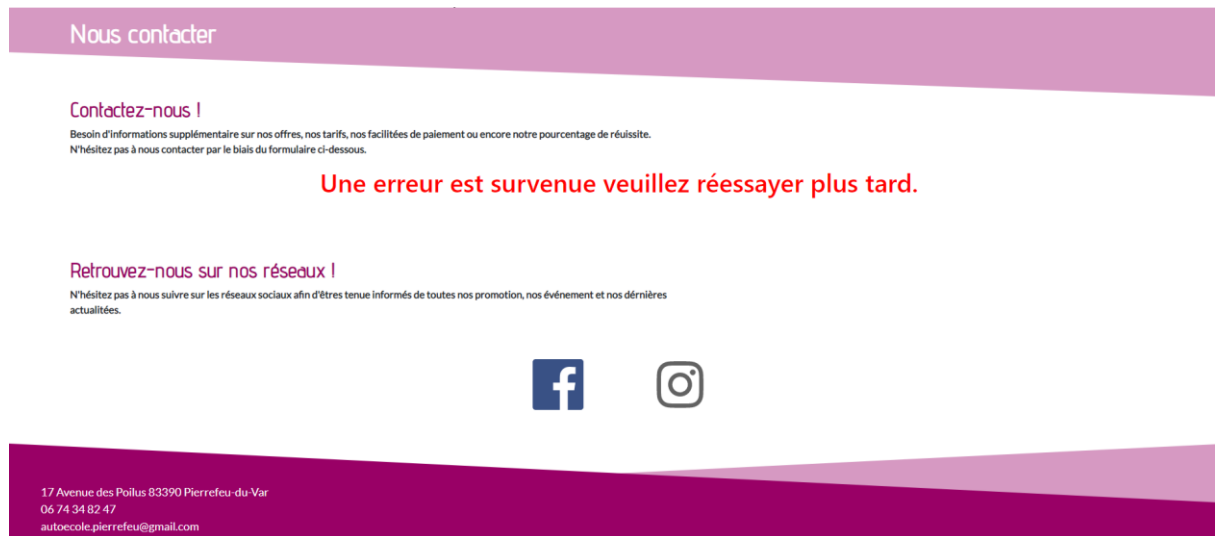 Nous contacter
Contactez-nous !
Besoin d'informations supplémentaire sur nos offres, nos tarifs, nos facilitées de paiement ou encore notre pourcentage de réuissite.
N'hésitez pas à nous contacter par le biais du formulaire ci-dessous.
Une erreur est survenue veuillez réessayer plus tard.
Retrouvez-nous sur nos réseaux !
N'hésitez pas à nous suivre sur les réseaux sociaux afin d'êtres tenue informés de toutes nos promotion, nos événement et nos dérnières
actualitées.
17 Avenue des Poilus 83390 Pierrefeu-du-Var
06 74 34 82 47
autoecole.pierrefeu@gmail.com